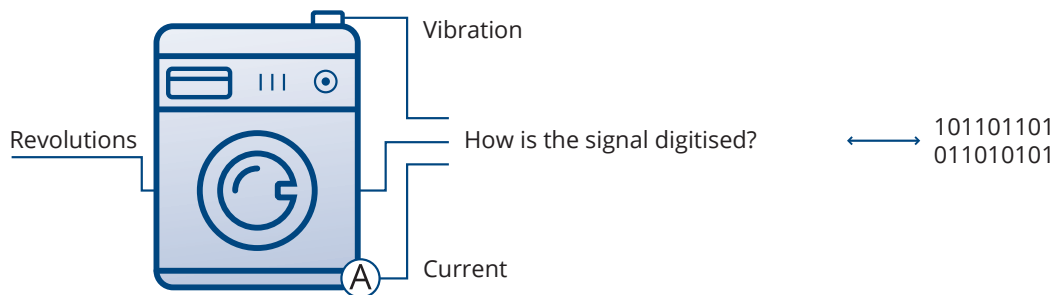 Vibration
Revolutions
How is the signal digitised?
101101101
011010101
A
Current